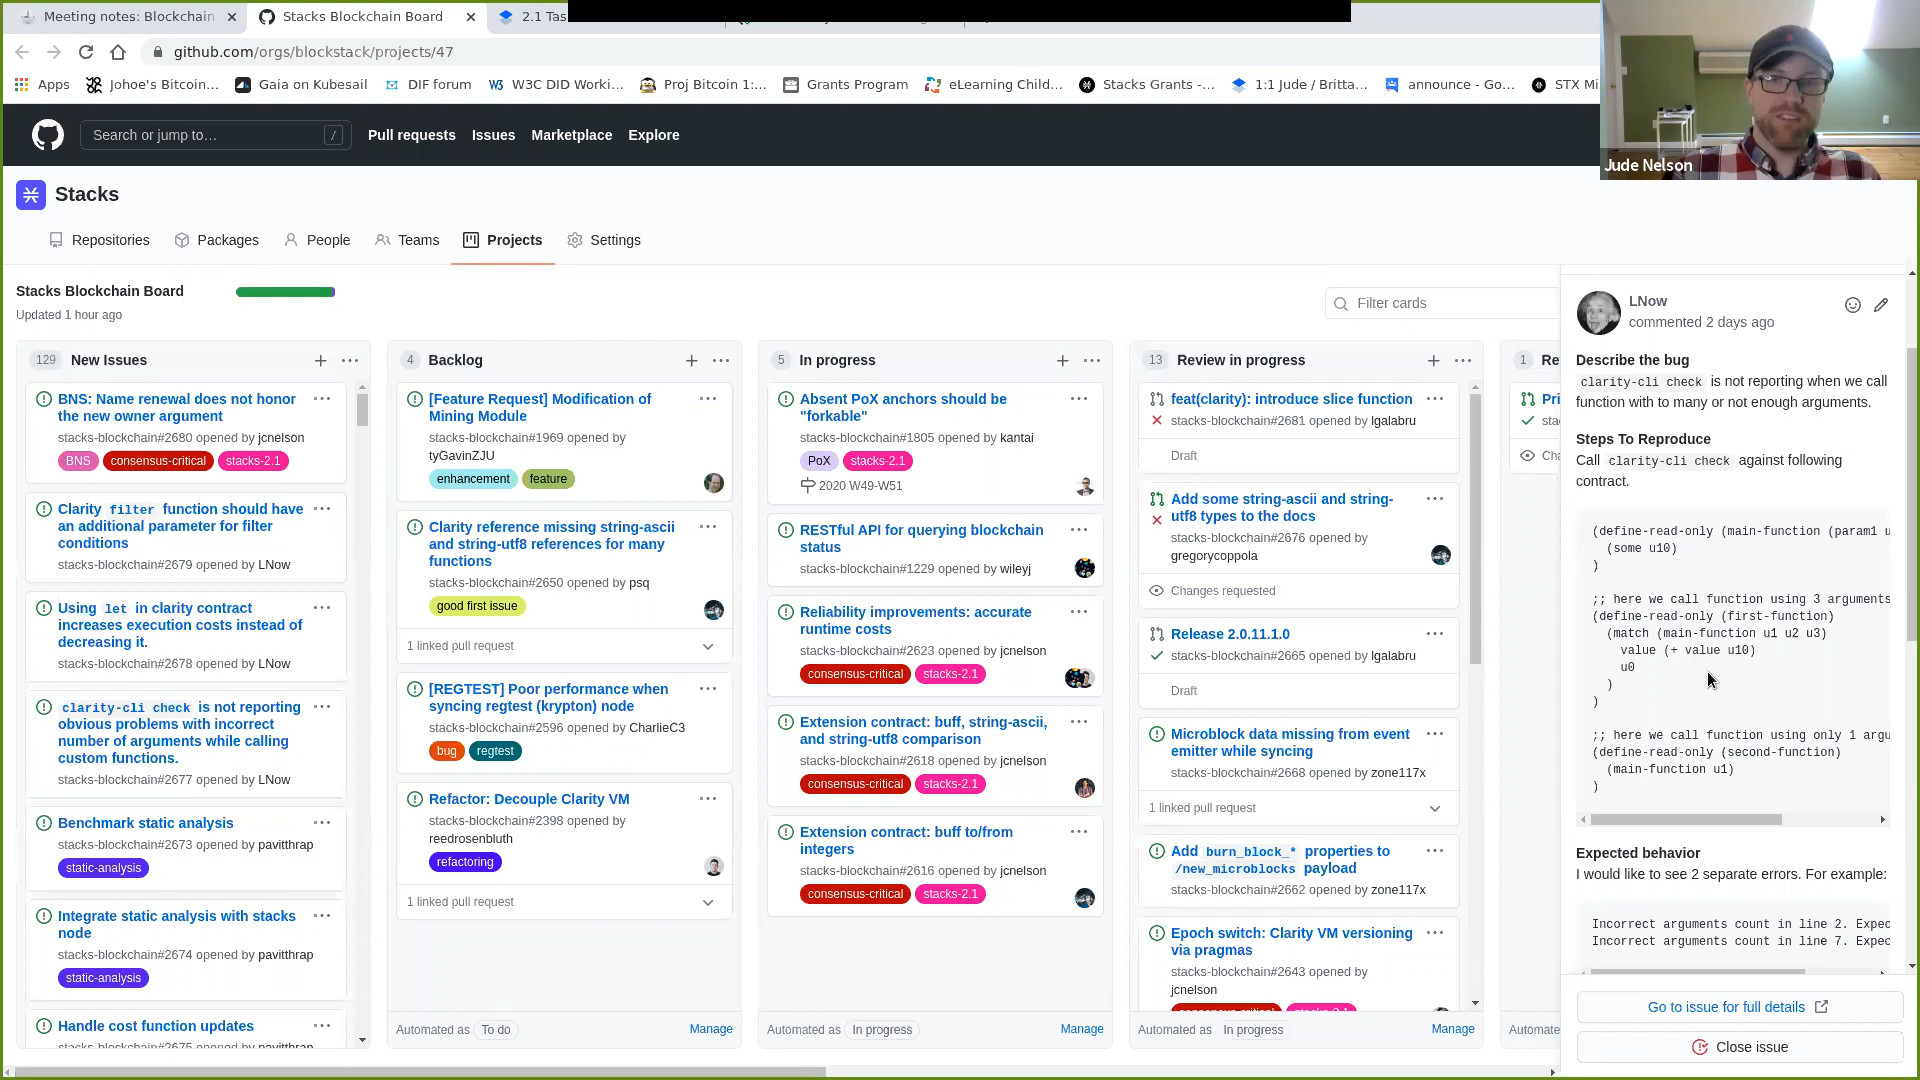 Meeting notes: Blockchain
Stacks Blockchain Board
2.1 Tas
github.com/orgs/blockstack/projects/47
Apps
Johoe's Bitcoin...
Gaia on Kubesail
DIF forum
W3C DID Worki...
Proj Bitcoin 1:...
Grants Program
eLearning Child...
Stacks Grants -...
1:1 Jude / Britta...
announce - Go...
STX Mi
Jude Nelson
Search or jump to...
/
Pull requests
Issues
Marketplace
Explore
Stacks
Repositories
Packages
People
Teams
Projects
Settings
Stacks Blockchain Board
Updated 1 hour ago
Filter cards
129 New Issues
BNS: Name renewal does not honor
the new owner argument
stacks-blockchain#2680 opened by jcnelson
BNS consensus-critical stacks-2.1
Clarity filter function should have
an additional parameter for filter
conditions
stacks-blockchain#2679 opened by LNow
Using let in clarity contract
increases execution costs instead of
decreasing it.
stacks-blockchain#2678 opened by LNow
clarity-cli check is not reporting
obvious problems with incorrect
number of arguments while calling
custom functions.
stacks-blockchain#2677 opened by LNow
Benchmark static analysis
stacks-blockchain#2673 opened by pavitthrap
static-analysis
Integrate static analysis with stacks
node
stacks-blockchain#2674 opened by pavitthrap
static-analysis
Handle cost function updates
stacks-blockchain#2675 opened by pavitthrap
4 Backlog
[Feature Request] Modification of
Mining Module
stacks-blockchain#1969 opened by
tyGavinZJU
enhancement feature
Clarity reference missing string-ascii
and string-utf8 references for many
functions
stacks-blockchain#2650 opened by psq
good first issue
1 linked pull request
[REGTEST] Poor performance when
syncing regtest (krypton) node
stacks-blockchain#2596 opened by CharlieC3
bug regtest
Refactor: Decouple Clarity VM
stacks-blockchain#2398 opened by
reedrosenbluth
refactoring
1 linked pull request
Automated as To do Manage
5 In progress
Absent PoX anchors should be
"forkable"
stacks-blockchain#1805 opened by kantai
PoX stacks-2.1
2020 W49-W51
RESTful API for querying blockchain
status
stacks-blockchain#1229 opened by wileyj
Reliability improvements: accurate
runtime costs
stacks-blockchain#2623 opened by jcnelson
consensus-critical stacks-2.1
Extension contract: buff, string-ascii,
and string-utf8 comparison
stacks-blockchain#2618 opened by jcnelson
consensus-critical stacks-2.1
Extension contract: buff to/from
integers
stacks-blockchain#2616 opened by jcnelson
consensus-critical stacks-2.1
Automated as In progress Manage
13 Review in progress
feat(clarity): introduce slice function
stacks-blockchain#2681 opened by lgalabru
Draft
Add some string-ascii and string-
utf8 types to the docs
stacks-blockchain#2676 opened by
gregorycoppola
Changes requested
Release 2.0.11.1.0
stacks-blockchain#2665 opened by lgalabru
Draft
Microblock data missing from event
emitter while syncing
stacks-blockchain#2668 opened by zone117x
1 linked pull request
Add burn_block_* properties to
/new_microblocks payload
stacks-blockchain#2662 opened by zone117x
Epoch switch: Clarity VM versioning
via pragmas
stacks-blockchain#2643 opened by
jcnelson
consensus-critical stacks-2.1
Automated as In progress Manage
1 Re
Pri
sta
Cha
Automate
LNow
commented 2 days ago
Describe the bug
clarity-cli check is not reporting when we call
function with to many or not enough arguments.
Steps To Reproduce
Call clarity-cli check against following
contract.
(define-read-only (main-function (param1 u
(some u10)
)
;; here we call function using 3 arguments
(define-read-only (first-function)
(match (main-function u1 u2 u3)
value (+ value u10)
u0
)
)
;; here we call function using only 1 argu
(define-read-only (second-function)
(main-function u1)
)
Expected behavior
I would like to see 2 separate errors. For example:
Incorrect arguments count in line 2. Expec
Incorrect arguments count in line 7. Expec
Go to issue for full details
Close issue